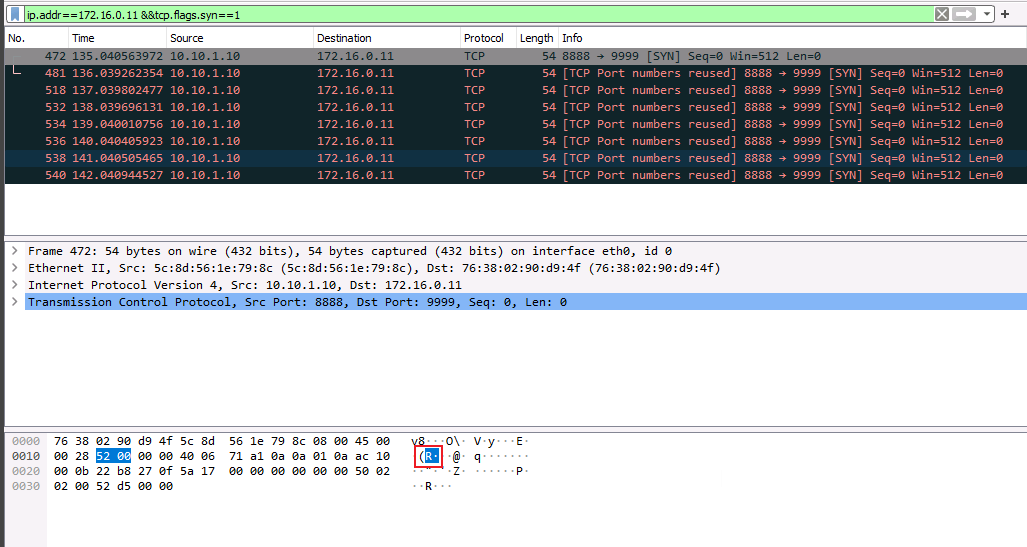 ip.addr==172.16.0.11 &&tcp.flags.syn==1
No. Time Source Destination Protocol Length Info
472 135.040563972 10.10.1.10 172.16.0.11 TCP 54 8888 → 9999 [SYN] Seq=0 Win=512 Len=0
481 136.039262354 10.10.1.10 172.16.0.11 TCP 54 [TCP Port numbers reused] 8888 → 9999 [SYN] Seq=0 Win=512 Len=0
518 137.039802477 10.10.1.10 172.16.0.11 TCP 54 [TCP Port numbers reused] 8888 → 9999 [SYN] Seq=0 Win=512 Len=0
532 138.039696131 10.10.1.10 172.16.0.11 TCP 54 [TCP Port numbers reused] 8888 → 9999 [SYN] Seq=0 Win=512 Len=0
534 139.040010756 10.10.1.10 172.16.0.11 TCP 54 [TCP Port numbers reused] 8888 → 9999 [SYN] Seq=0 Win=512 Len=0
536 140.040405923 10.10.1.10 172.16.0.11 TCP 54 [TCP Port numbers reused] 8888 → 9999 [SYN] Seq=0 Win=512 Len=0
538 141.040505465 10.10.1.10 172.16.0.11 TCP 54 [TCP Port numbers reused] 8888 → 9999 [SYN] Seq=0 Win=512 Len=0
540 142.040944527 10.10.1.10 172.16.0.11 TCP 54 [TCP Port numbers reused] 8888 → 9999 [SYN] Seq=0 Win=512 Len=0
Frame 472: 54 bytes on wire (432 bits), 54 bytes captured (432 bits) on interface eth0, id 0
Ethernet II, Src: 5c:8d:56:1e:79:8c (5c:8d:56:1e:79:8c), Dst: 76:38:02:90:d9:4f (76:38:02:90:d9:4f)
Internet Protocol Version 4, Src: 10.10.1.10, Dst: 172.16.0.11
Transmission Control Protocol, Src Port: 8888, Dst Port: 9999, Seq: 0, Len: 0
0000 76 38 02 90 d9 4f 5c 8d 56 1e 79 8c 08 00 45 00 v8···O\· V·y···E·
0010 00 28 52 00 00 00 40 06 71 a1 0a 0a 01 0a ac 10 ·(R···@· q·······
0020 00 0b 22 b8 27 0f 5a 17 00 00 00 00 00 00 50 02 ··"·'·Z· ······P·
0030 02 00 52 d5 00 00 ··R···